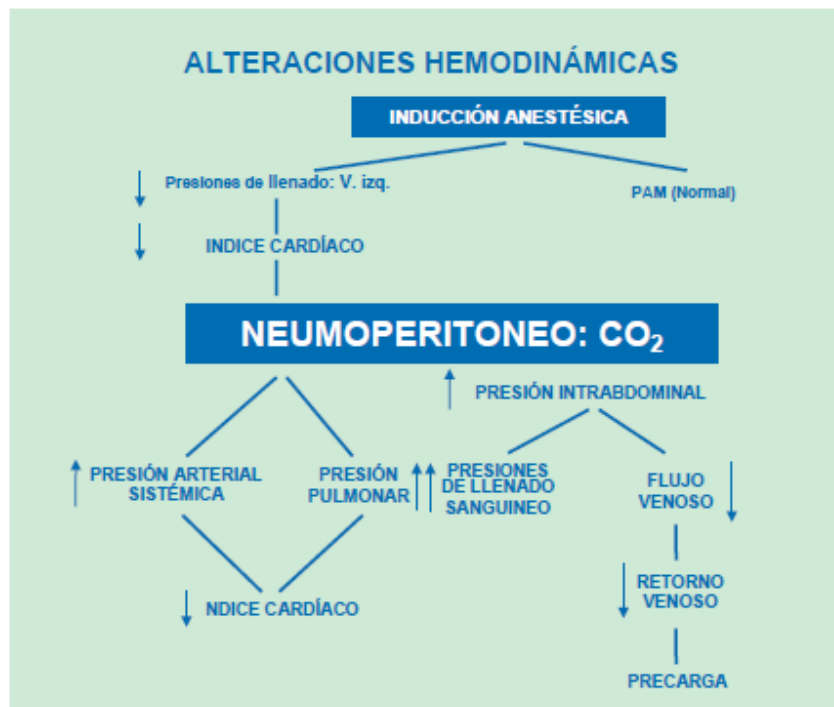 ALTERACIONES HEMODINÁMICAS
INDUCCIÓN ANESTÉSICA
Presiones de llenado: V. izq.
PAM (Normal)
INDICE CARDÍACO
NEUMOPERITONEO: CO₂
PRESIÓN INTRABDOMINAL
PRESIÓN ARTERIAL
SISTÉMICA
PRESIÓN
PULMONAR
PRESIONES
DE LLENADO
SANGUINEO
FLUJO
VENOSO
RETORNO
VENOSO
NDICE CARDÍACO
PRECARGA